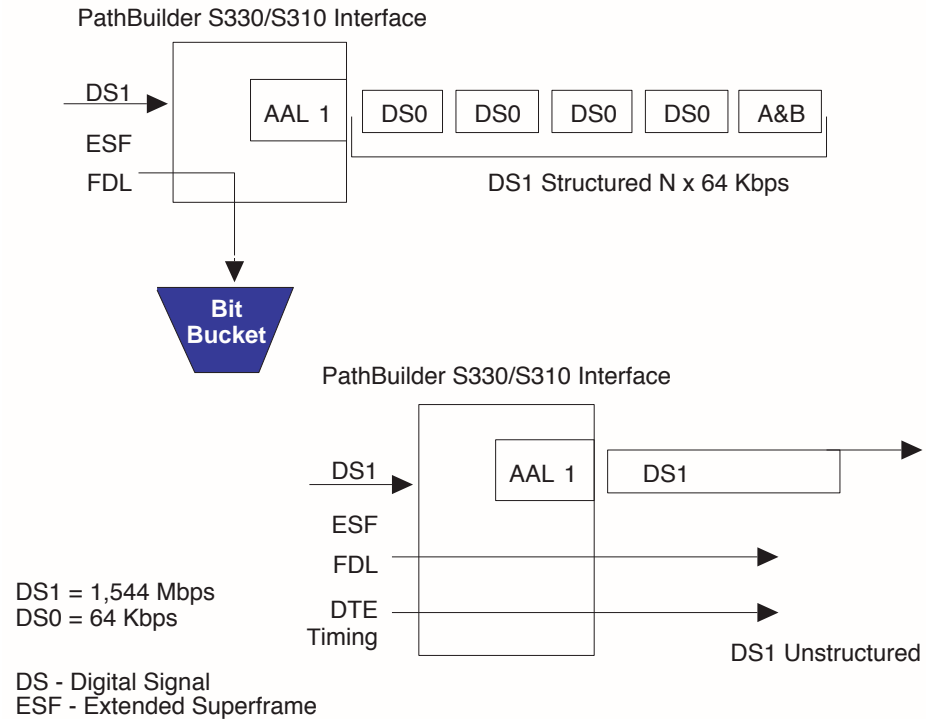 PathBuilder S330/S310 Interface
DS1
AAL 1
DS0
DS0
DS0
DS0
A&B
ESF
FDL
DS1 Structured N x 64 Kbps
Bit
Bucket
PathBuilder S330/S310 Interface
DS1
AAL 1
DS1
ESF
FDL
DTE
Timing
DS1 Unstructured
DS1 = 1,544 Mbps
DS0 = 64 Kbps
DS - Digital Signal
ESF - Extended Superframe